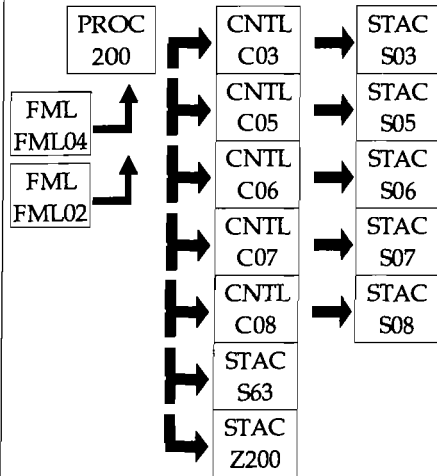 PROC
200
CNTL
C03
STAC
S03
FML
FML04
CNTL
C05
STAC
S05
FML
FML02
CNTL
C06
STAC
S06
CNTL
C07
STAC
S07
CNTL
C08
STAC
S08
STAC
S63
STAC
Z200